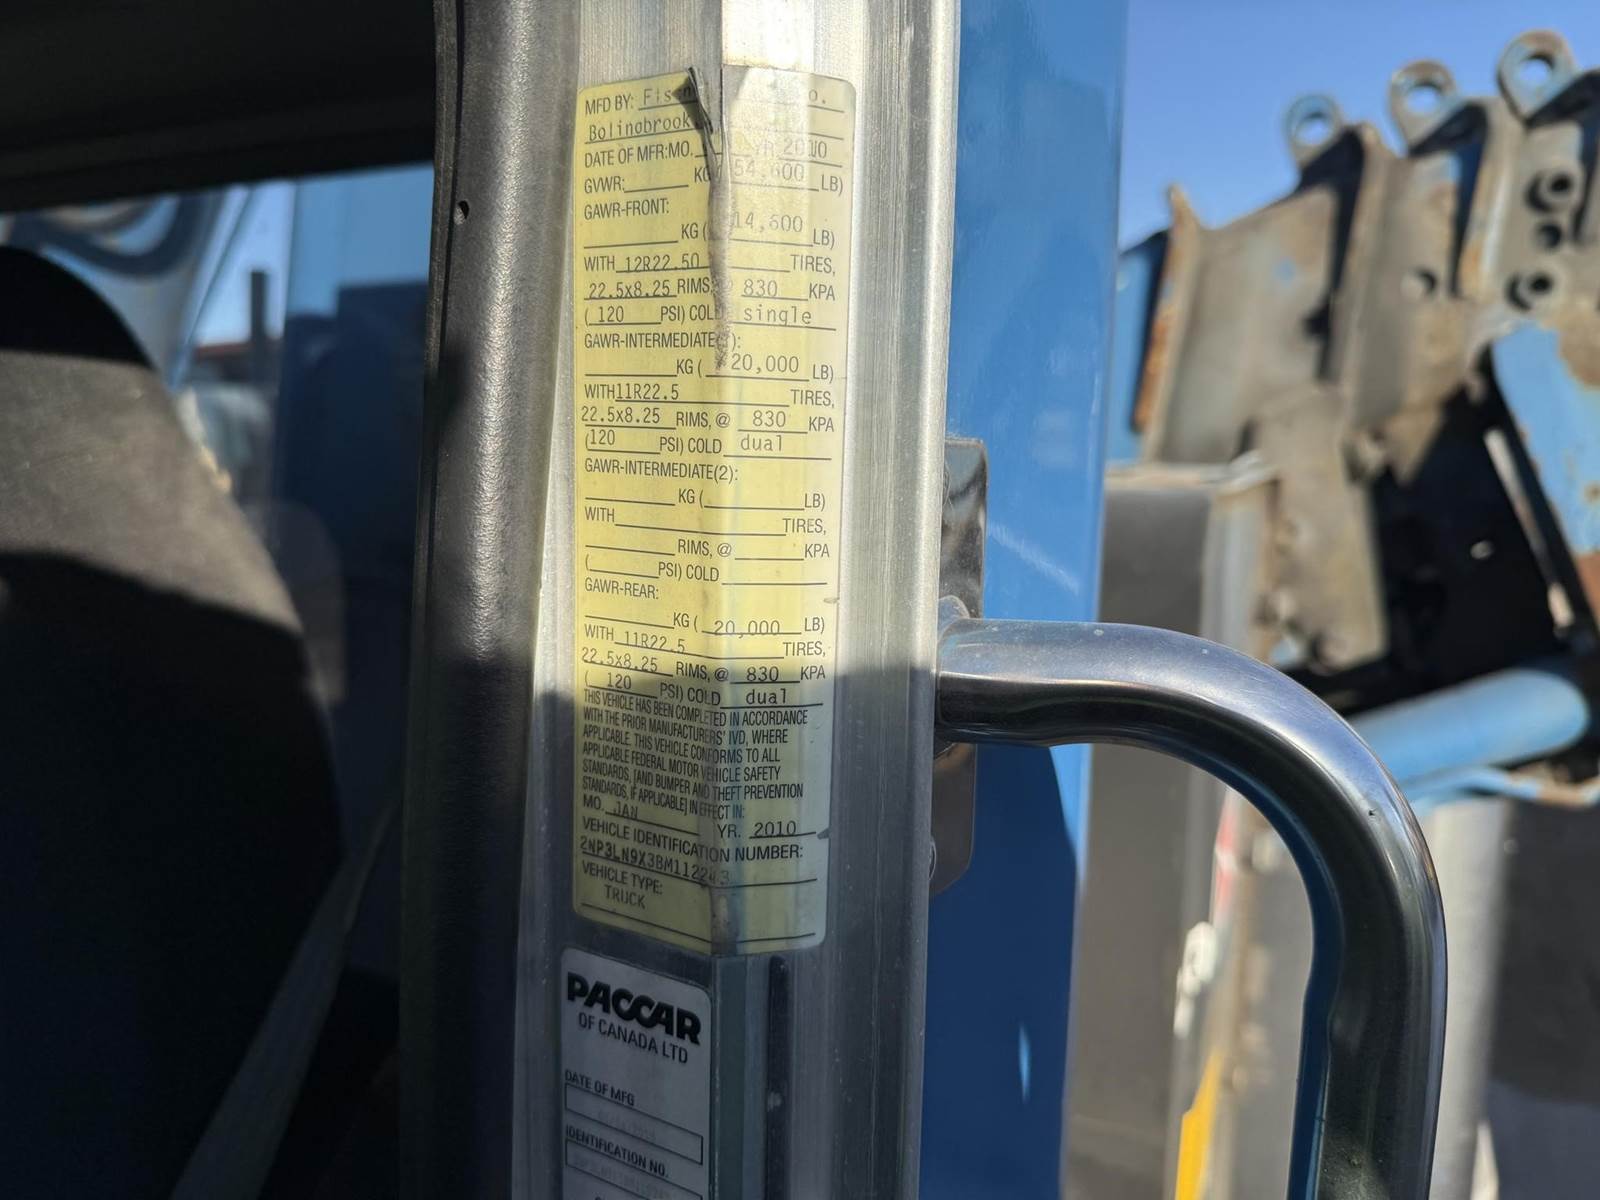 MFD BY: Fisen o.
Bolingbrook
DATE OF MFR:MO. YR 2010
GVWR: KG 54,600 LB)
GAWR-FRONT:
KG ( 14,600 LB)
WITH 12R22.50 TIRES,
22.5x8.25 RIMS, @ 830 KPA
( 120 PSI) COLD single
GAWR-INTERMEDIATE(1):
KG ( 20,000 LB)
WITH 11R22.5 TIRES,
22.5x8.25 RIMS, @ 830 KPA
(120 PSI) COLD dual
GAWR-INTERMEDIATE(2):
KG ( LB)
WITH TIRES,
RIMS, @ KPA
( PSI) COLD
GAWR-REAR:
KG ( 20,000 LB)
WITH 11R22.5 TIRES,
22.5x8.25 RIMS, @ 830 KPA
( 120 PSI) COLD dual
THIS VEHICLE HAS BEEN COMPLETED IN ACCORDANCE
WITH THE PRIOR MANUFACTURERS' IVD, WHERE
APPLICABLE. THIS VEHICLE CONFORMS TO ALL
APPLICABLE FEDERAL MOTOR VEHICLE SAFETY
STANDARDS, [AND BUMPER AND THEFT PREVENTION
STANDARDS, IF APPLICABLE] IN EFFECT IN:
MO. JAN YR. 2010
VEHICLE IDENTIFICATION NUMBER:
VEHICLE TYPE:
TRUCK
PACCAR
OF CANADA LTD
DATE OF MFG
IDENTIFICATION NO.